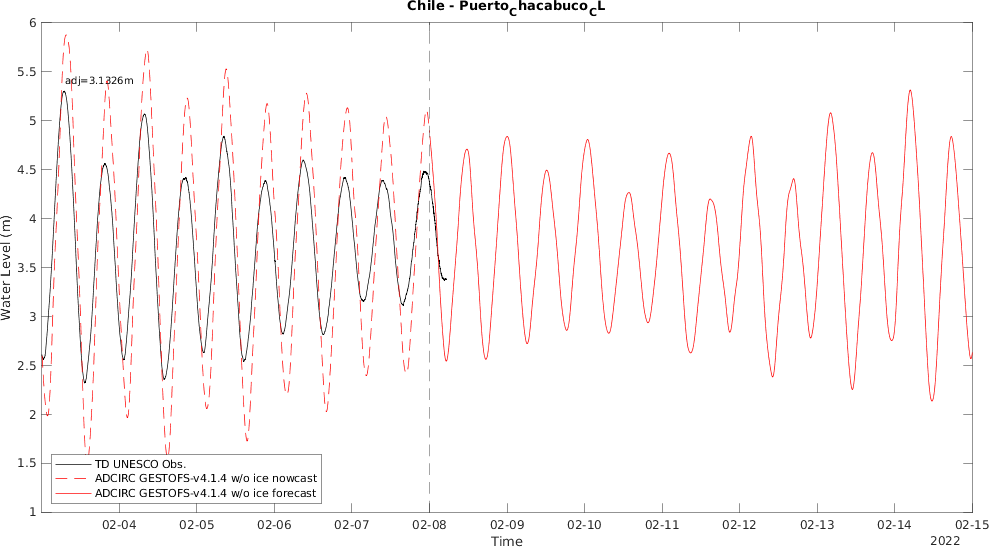 Chile - PuertoChacabucoCL
adj=3.1326m
Water Level (m)
6
5.5
5
4.5
4
3.5
3
2.5
2
1.5
1
TD UNESCO Obs.
ADCIRC GESTOFS-v4.1.4 w/o ice nowcast
ADCIRC GESTOFS-v4.1.4 w/o ice forecast
02-04 02-05 02-06 02-07 02-08 02-09 02-10 02-11 02-12 02-13 02-14 02-15
Time
2022